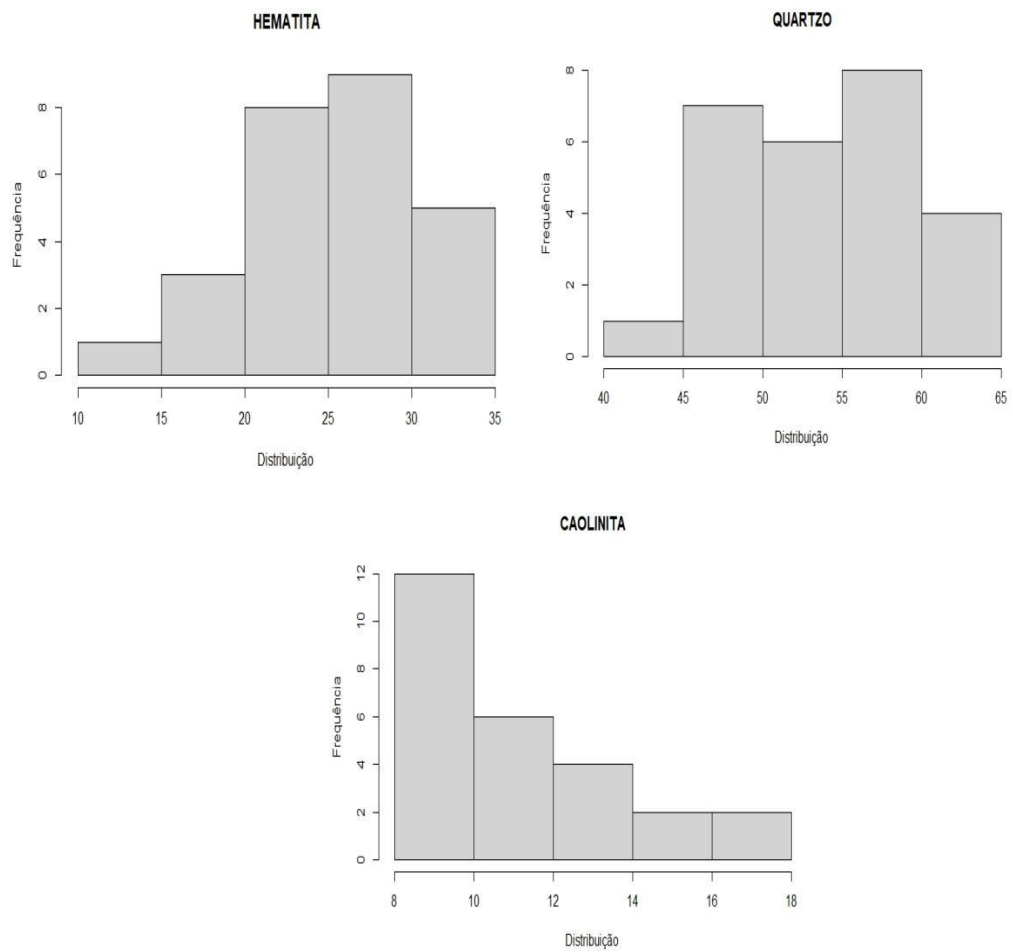 HEMATITA
Frequência
0 2 4 6 8
10 15 20 25 30 35
Distribuição
QUARTZO
Frequência
0 2 4 6 8
40 45 50 55 60 65
Distribuição
CAOLINITA
Frequência
0 2 4 6 8 10 12
8 10 12 14 16 18
Distribuição